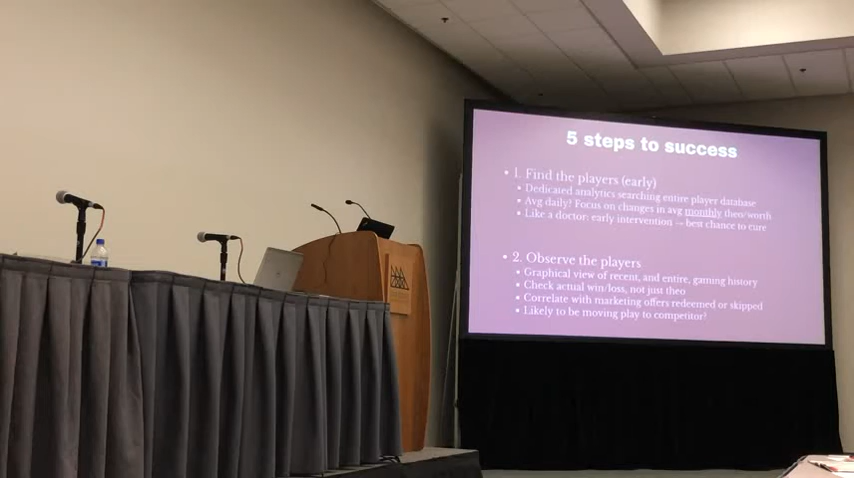 5 steps to success
• 1. Find the players (early)
• Dedicated analytics searching entire player database
• Avg daily? Focus on changes in avg monthly theo/worth
• Like a doctor: early intervention → best chance to cure
• 2. Observe the players
• Graphical view of recent, and entire, gaming history
• Check actual win/loss, not just theo
• Correlate with marketing offers redeemed or skipped
• Likely to be moving play to competitor?